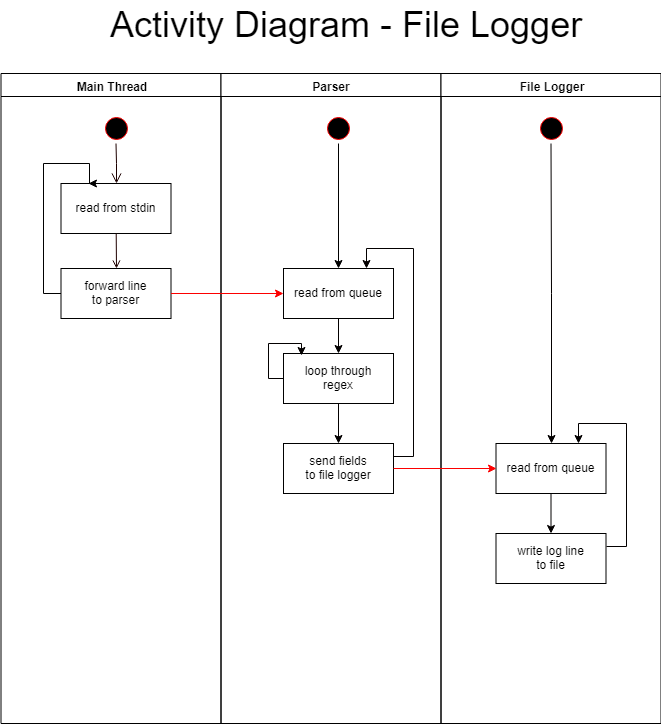 Activity Diagram - File Logger
Main Thread
Parser
File Logger
read from stdin
forward line
to parser
read from queue
loop through
regex
send fields
to file logger
read from queue
write log line
to file